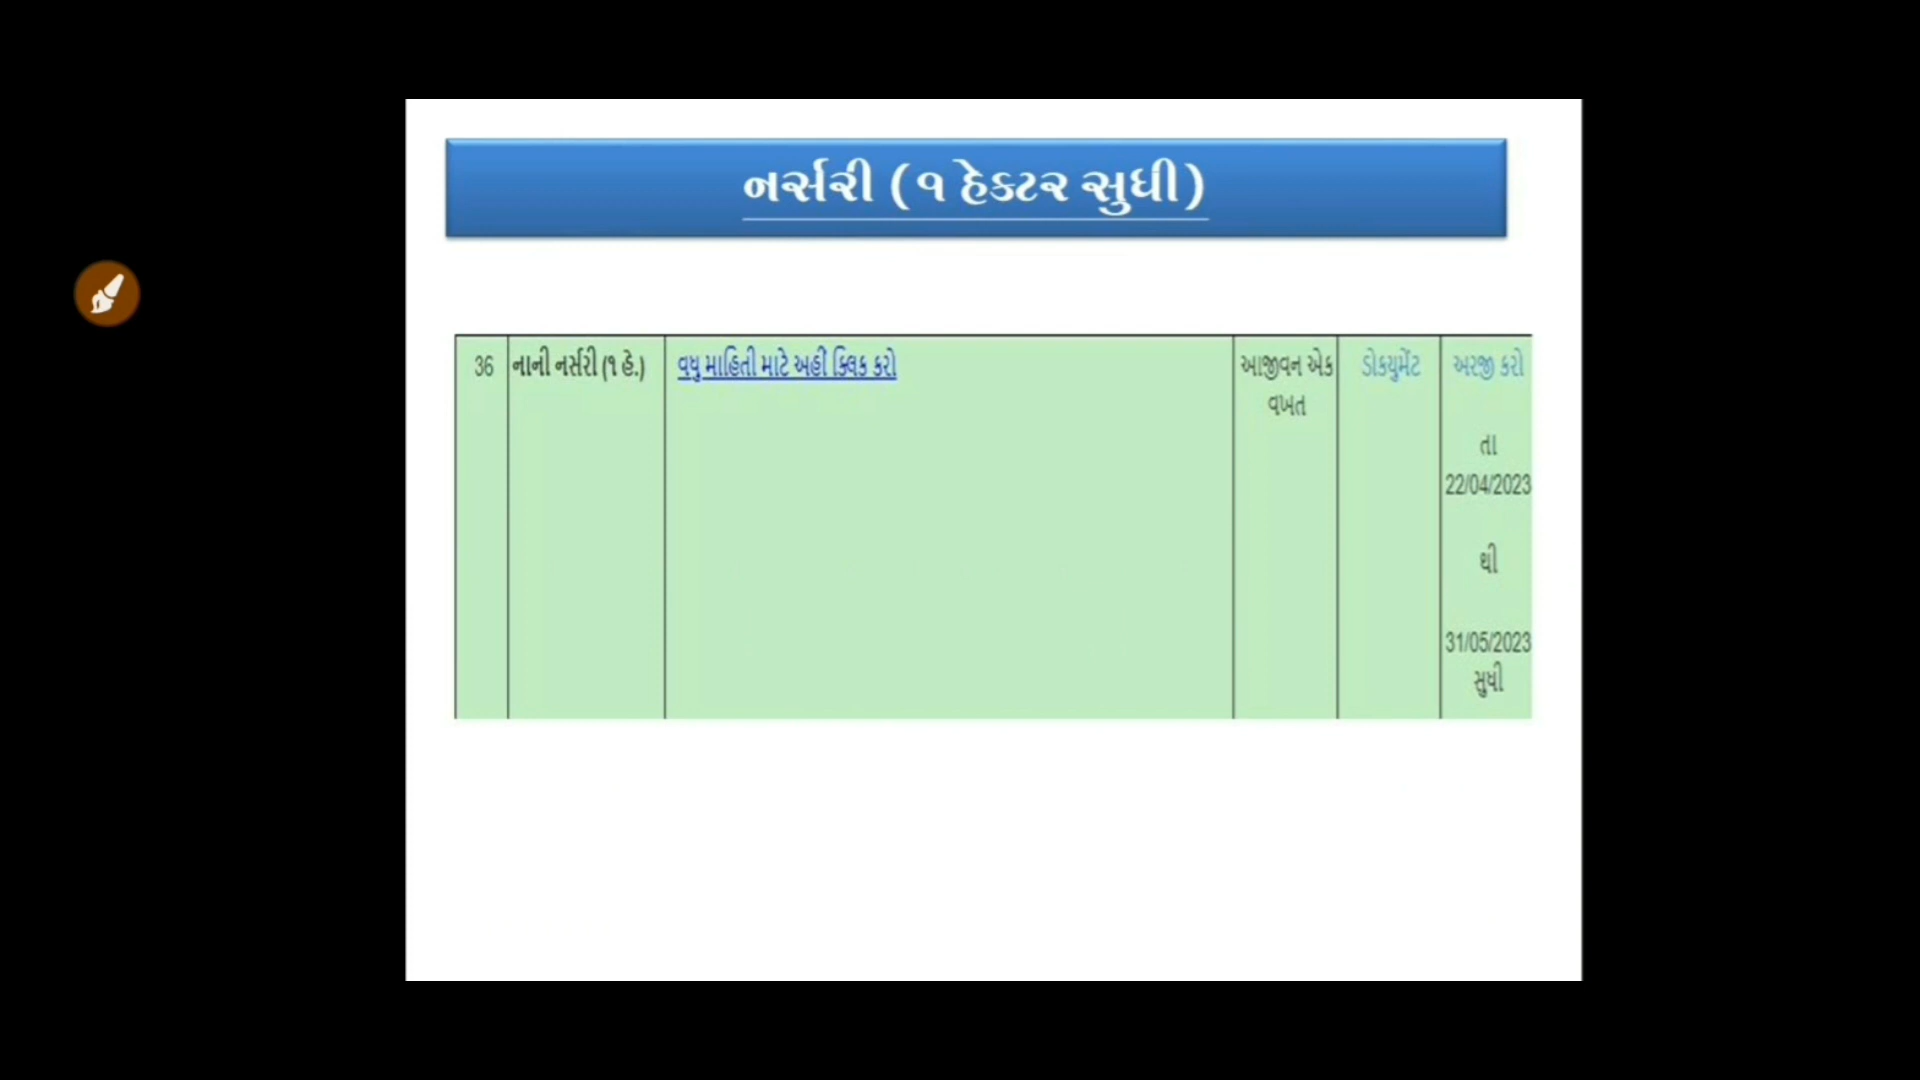 નર્સરી (૧ હેક્ટર સુધી)
36 નાની નર્સરી (૧ હે.) વધુ માહિતી માટે અહીં ક્લિક કરો આજીવન એક ડોક્યુમેંટ અરજી કરો
વખત
તા
22/04/2023
થી
31/05/2023
સુધી